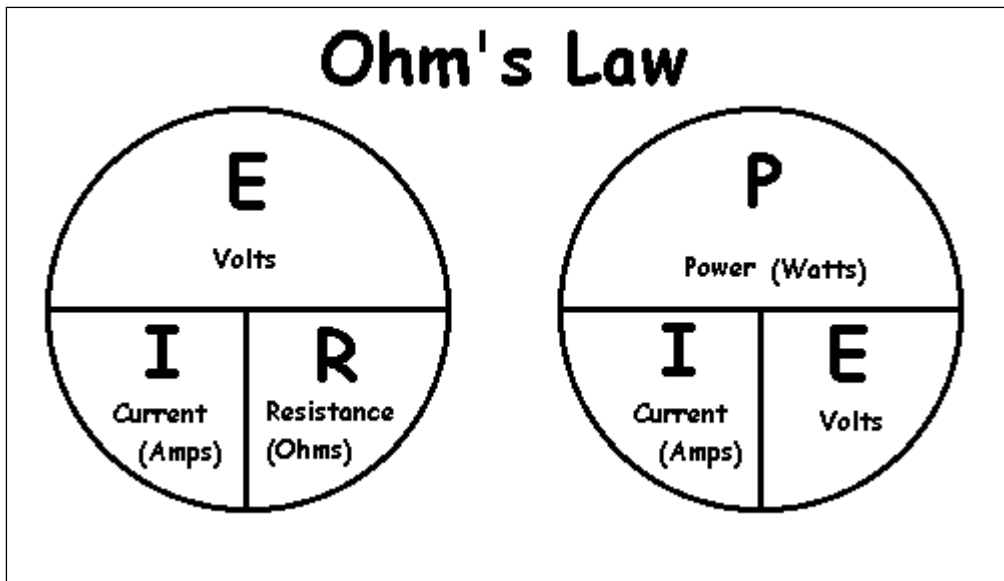 Ohm's Law
E
Volts
I
Current
(Amps)
R
Resistance
(Ohms)
P
Power (Watts)
I
Current
(Amps)
E
Volts